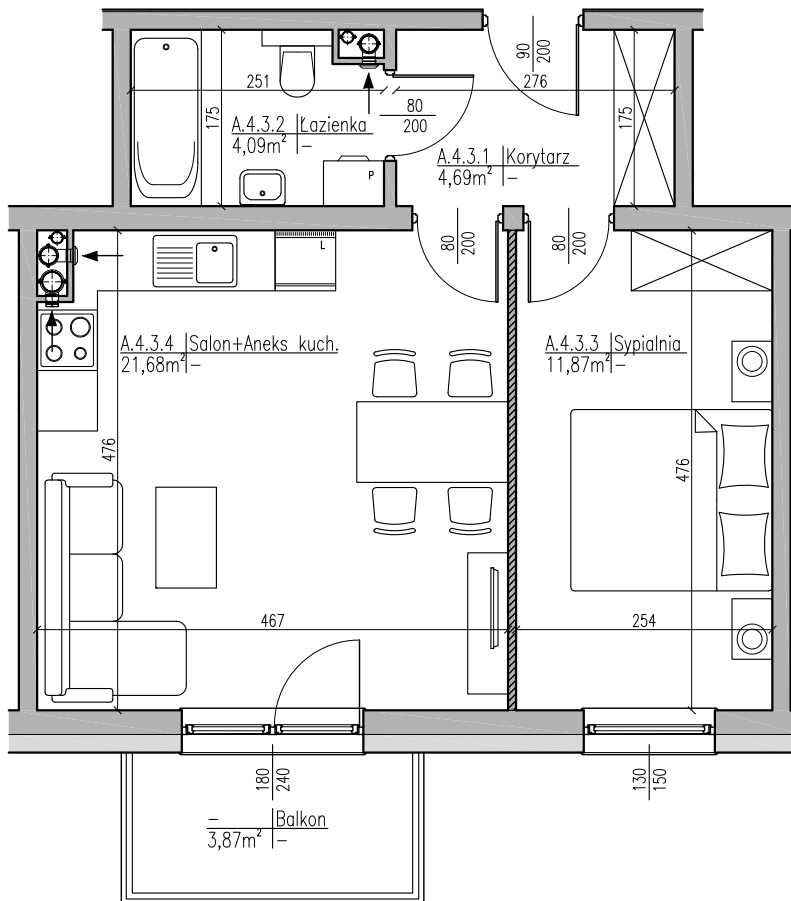 90
200
251
276
175
80
200
175
A.4.3.2 Łazienka
4,09m² –
A.4.3.1 Korytarz
4,69m² –
P
80
200
80
200
L
A.4.3.4 Salon+Aneks kuch.
21,68m² –
A.4.3.3 Sypialnia
11,87m² –
476
476
467
254
180
240
130
150
– Balkon
3,87m² –